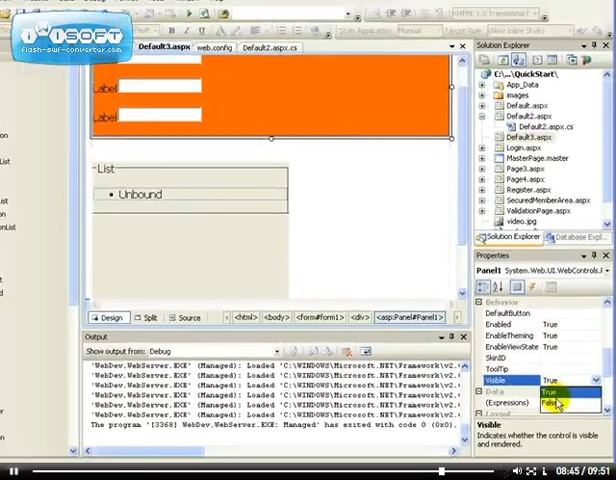 SOFT
flash-swf-converter.com
Debug
Default3.aspx
web.config
Default2.aspx.cs
Label
Label
List
• Unbound
Design
Split
Source
<html>
<body>
<form#form1>
<div>
<asp:Panel#Panel1>
Output
Show output from:
Debug
'WebDev.WebServer.EXE' (Managed): Loaded 'C:\WINDOWS\Microsoft.NET\Framework\v2.
'WebDev.WebServer.EXE' (Managed): Loaded 'C:\WINDOWS\Microsoft.NET\Framework\v2.
'WebDev.WebServer.EXE' (Managed): Loaded 'C:\WINDOWS\Microsoft.NET\Framework\v2.
'WebDev.WebServer.EXE' (Managed): Loaded 'C:\WINDOWS\Microsoft.NET\Framework\v2.
'WebDev.WebServer.EXE' (Managed): Loaded 'C:\WINDOWS\Microsoft.NET\Framework\v2.
The program '[3368] WebDev.WebServer.EXE: Managed' has exited with code 0 (0x0).
Solution Explorer
C:\...\QuickStart\
App_Data
images
Default.aspx
Default2.aspx
Default2.aspx.cs
Default3.aspx
Login.aspx
MasterPage.master
Page3.aspx
Page4.aspx
Register.aspx
SecuredMemberArea.aspx
ValidationPage.aspx
video.jpg
Solution Explorer
Database Expl...
Properties
Panel1 System.Web.UI.WebControls.
Behavior
DefaultButton
Enabled True
EnableTheming True
EnableViewState True
SkinID
ToolTip
Visible True
Data
True
(Expressions)
False
Layout
Visible
Indicates whether the control is visible
and rendered.
08:45 / 09:51